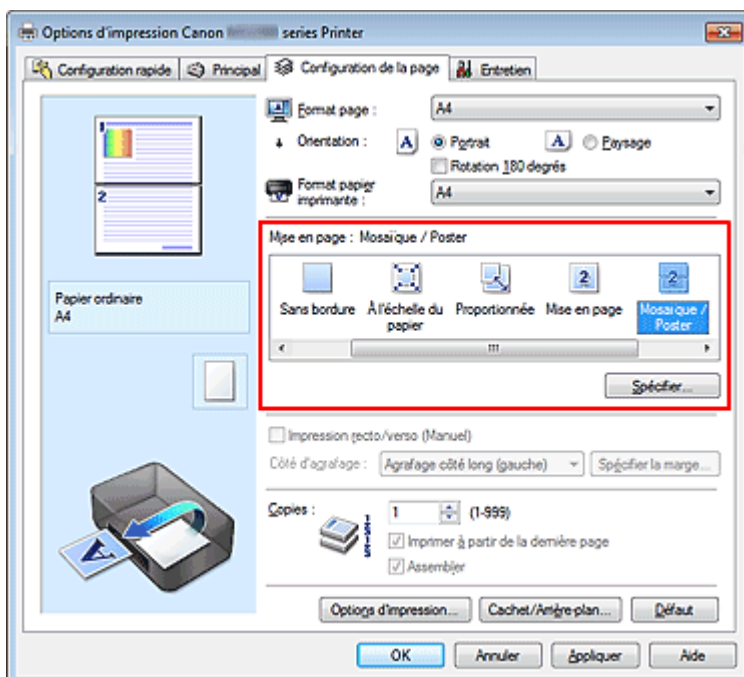 Options d'impression Canon series Printer
Configuration rapide Principal Configuration de la page Entretien
Format page : A4
Orientation : A Portrait A Paysage
Rotation 180 degrés
Format papier imprimante : A4
1
2
Papier ordinaire
A4
Mise en page : Mosaïque / Poster
2 2
Sans bordure À l'échelle du papier Proportionnée Mise en page Mosaïque / Poster
Spécifier...
Impression recto/verso (Manuel)
Côté d'agrafage : Agrafage côté long (gauche) Spécifier la marge...
Copies : 1 (1-999)
Imprimer à partir de la dernière page
Assembler
A
Options d'impression... Cachet/Arrière-plan... Défaut
OK Annuler Appliquer Aide